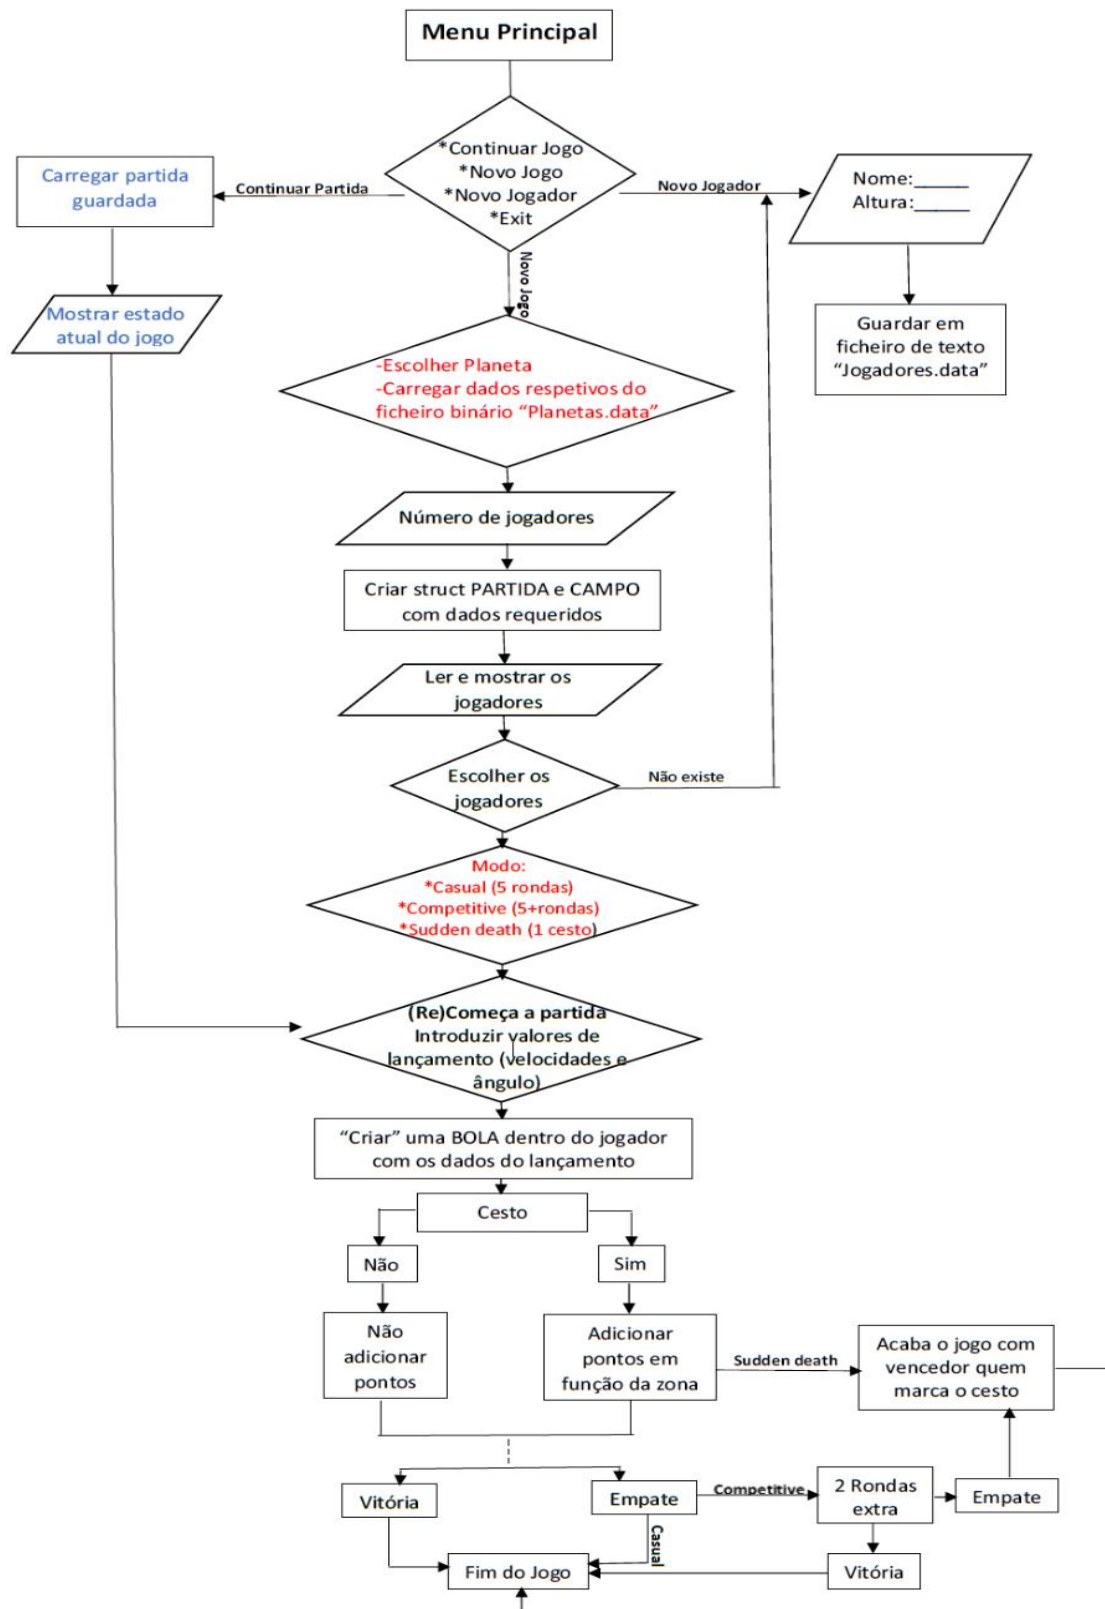 Menu Principal
*Continuar Jogo
*Novo Jogo
*Novo Jogador
*Exit
Continuar Partida
Carregar partida
guardada
Mostrar estado
atual do jogo
Novo Jogador
Nome:_____
Altura:_____
Guardar em
ficheiro de texto
“Jogadores.data”
Novo Jogo
-Escolher Planeta
-Carregar dados respetivos do
ficheiro binário “Planetas.data”
Número de jogadores
Criar struct PARTIDA e CAMPO
com dados requeridos
Ler e mostrar os
jogadores
Escolher os
jogadores
Não existe
Modo:
*Casual (5 rondas)
*Competitive (5+rondas)
*Sudden death (1 cesto)
(Re)Começa a partida
Introduzir valores de
lançamento (velocidades e
ângulo)
“Criar” uma BOLA dentro do jogador
com os dados do lançamento
Cesto
Não
Sim
Não
adicionar
pontos
Adicionar
pontos em
função da zona
Sudden death
Acaba o jogo com
vencedor quem
marca o cesto
Vitória
Empate
Competitive
2 Rondas
extra
Empate
Casual
Fim do Jogo
Vitória